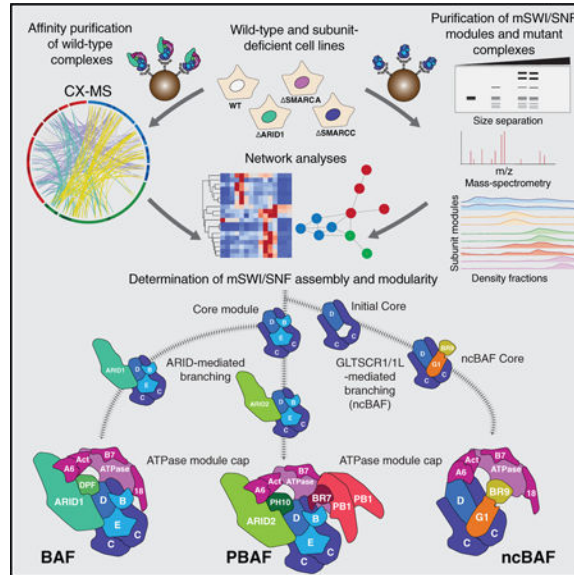 Affinity purification
of wild-type
complexes
Wild-type and subunit-
deficient cell lines
Purification of mSWI/SNF
modules and mutant
complexes
CX-MS
WT
ΔSMARCA
ΔARID1
ΔSMARCC
Size separation
Network analyses
m/z
Mass-spectrometry
Subunit modules
Density fractions
Determination of mSWI/SNF assembly and modularity
Core module
Initial Core
D
B
E
C
C
D
C
C
BR9
D
G1
C
C
ncBAF Core
ARID1
D
B
E
C
C
ARID-mediated
branching
GLTSCR1/1L
-mediated
branching
(ncBAF)
ARID2
D
B
E
C
C
ATPase module cap
ATPase module cap
A6
Act
B7
ATPase
DPF
18
ARID1
D
B
E
C
C
BAF
A6
Act
B7
ATPase
PH10
BR7
PB1
PB1
ARID2
D
B
E
C
C
PBAF
A6
Act
B7
ATPase
18
BR9
D
G1
C
C
ncBAF